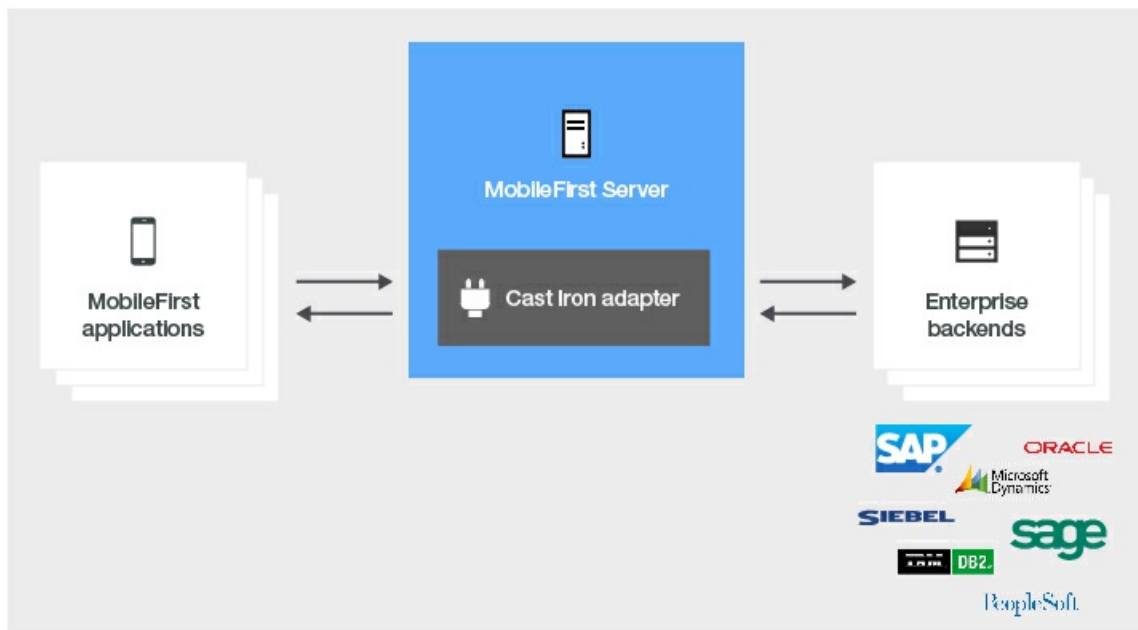 MobileFirst Server
Cast Iron adapter
MobileFirst
applications
Enterprise
backends
SAP
ORACLE
Microsoft
Dynamics
SIEBEL
sage
IBM DB2
PeopleSoft